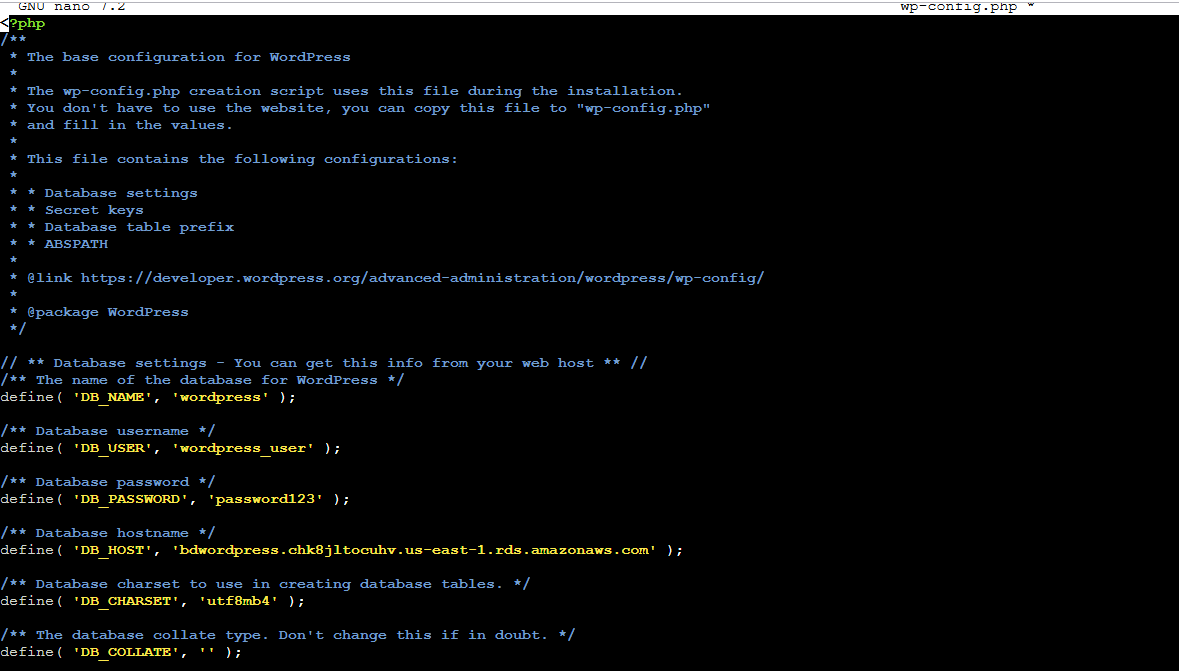 GNU nano 7.2 wp-config.php *
<?php
/**
 * The base configuration for WordPress
 *
 * The wp-config.php creation script uses this file during the installation.
 * You don't have to use the website, you can copy this file to "wp-config.php"
 * and fill in the values.
 *
 * This file contains the following configurations:
 *
 * * Database settings
 * * Secret keys
 * * Database table prefix
 * * ABSPATH
 *
 * @link https://developer.wordpress.org/advanced-administration/wordpress/wp-config/
 *
 * @package WordPress
 */
// ** Database settings - You can get this info from your web host ** //
/** The name of the database for WordPress */
define( 'DB_NAME', 'wordpress' );
/** Database username */
define( 'DB_USER', 'wordpress_user' );
/** Database password */
define( 'DB_PASSWORD', 'password123' );
/** Database hostname */
define( 'DB_HOST', 'bdwordpress.chk8jltocuhv.us-east-1.rds.amazonaws.com' );
/** Database charset to use in creating database tables. */
define( 'DB_CHARSET', 'utf8mb4' );
/** The database collate type. Don't change this if in doubt. */
define( 'DB_COLLATE', '' );